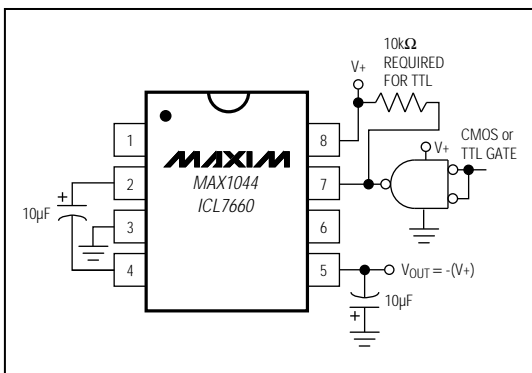 10kΩ
REQUIRED
FOR TTL
V+
CMOS or
TTL GATE
V+
MAXIM
MAX1044
ICL7660
1
2
3
4
8
7
6
5
+
10µF
VOUT = -(V+)
10µF
+